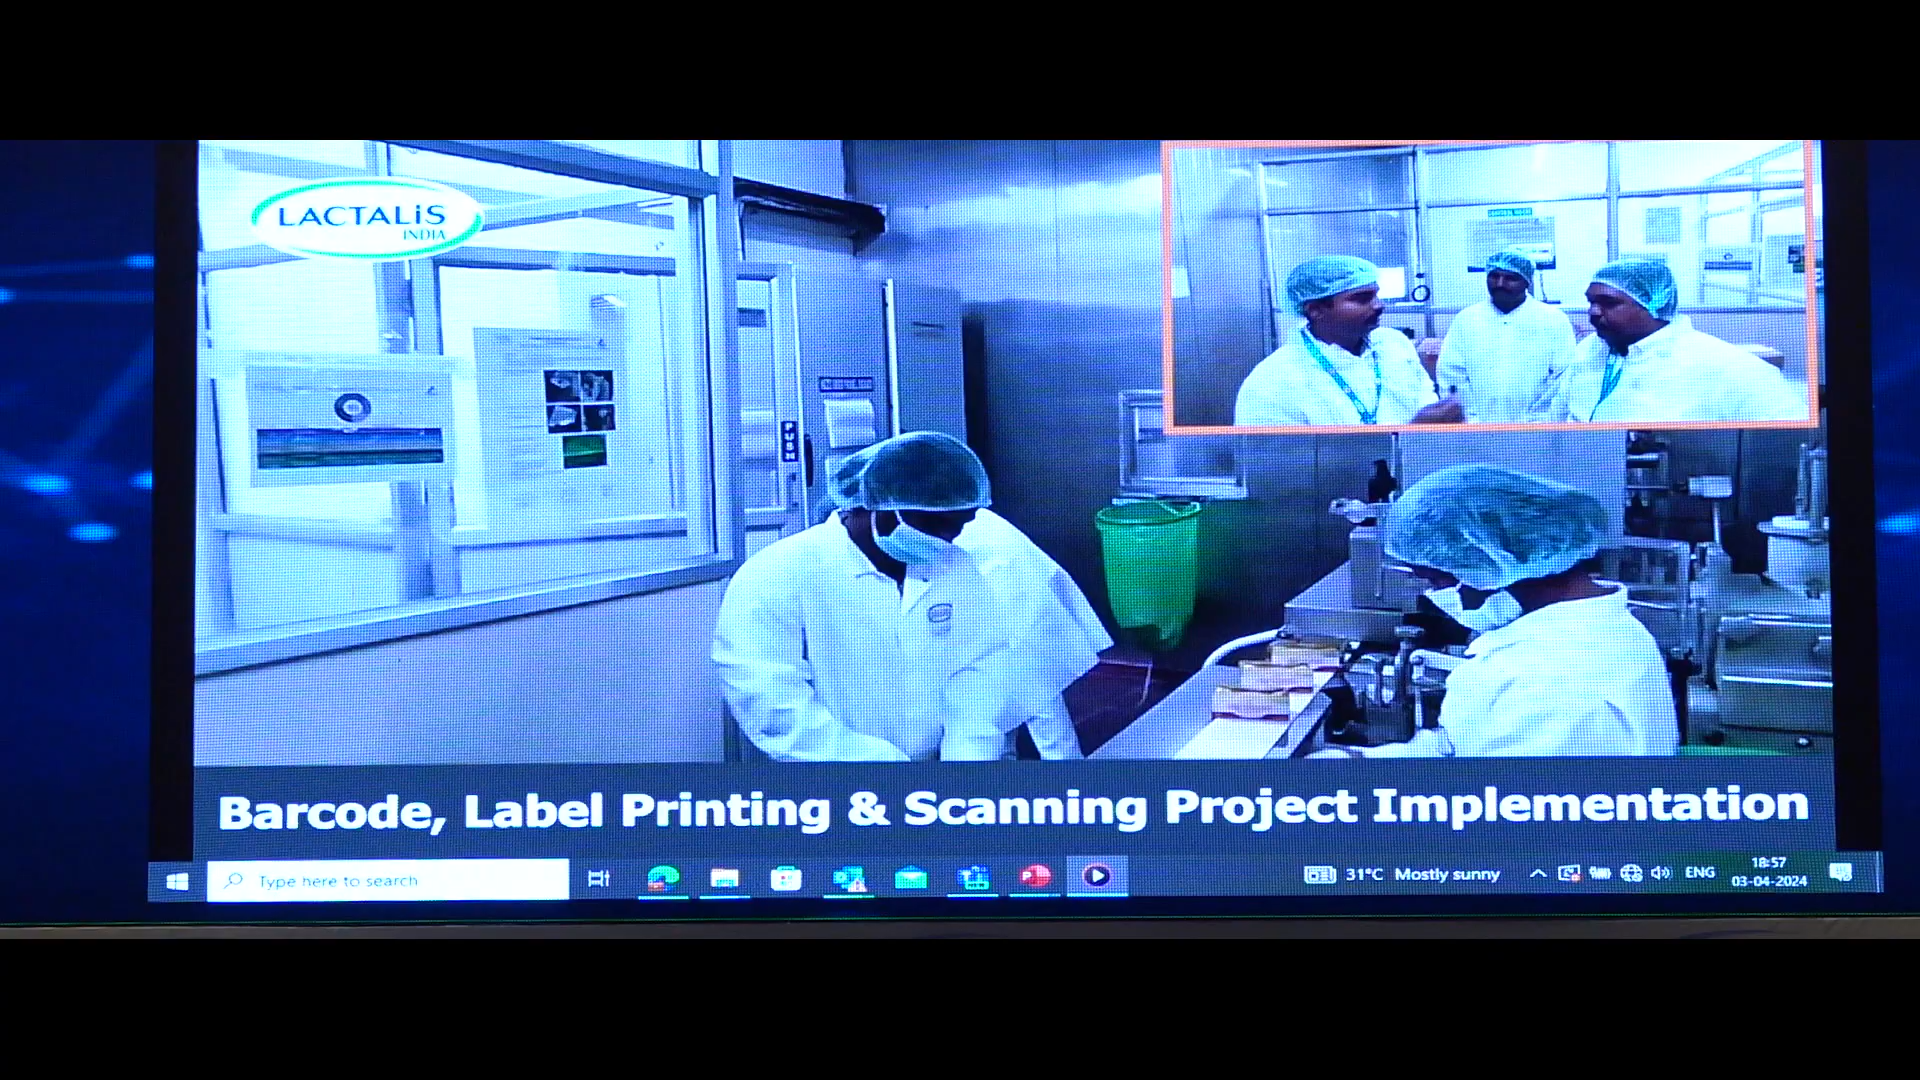 LACTALiS
INDIA
PUSH
Barcode, Label Printing & Scanning Project Implementation
Type here to search
31°C Mostly sunny
ENG
18:57
03-04-2024